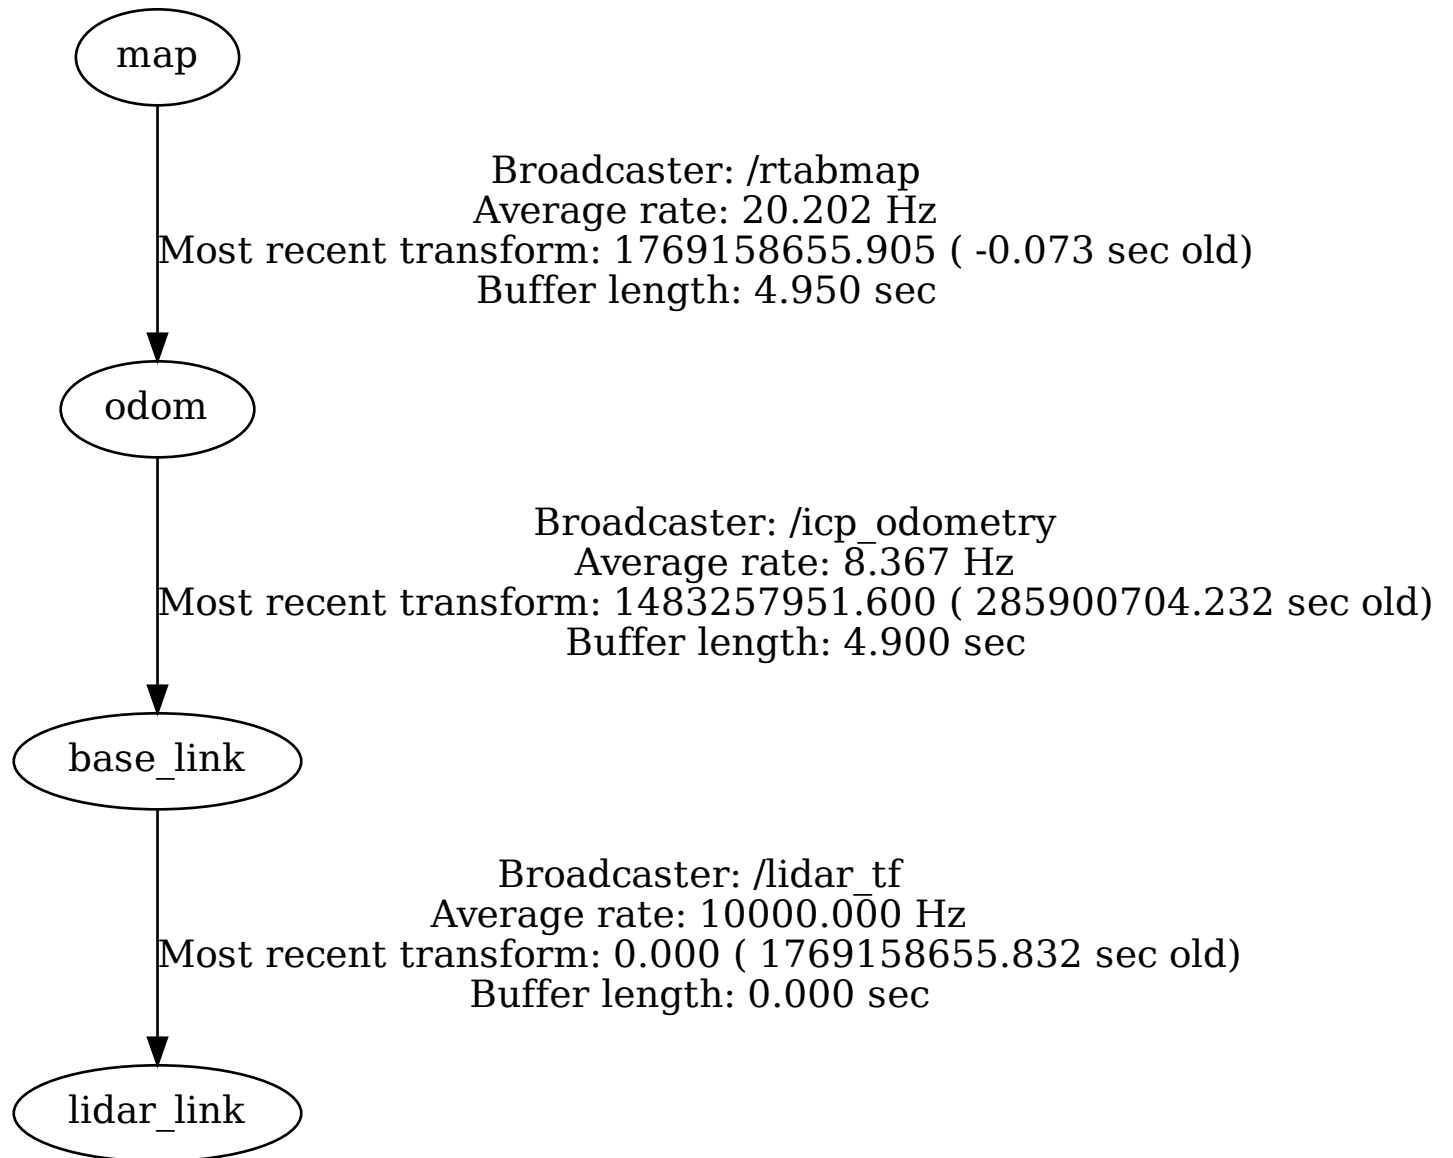 map
Broadcaster: /rtabmap
Average rate: 20.202 Hz
Most recent transform: 1769158655.905 ( -0.073 sec old)
Buffer length: 4.950 sec
odom
Broadcaster: /icp_odometry
Average rate: 8.367 Hz
Most recent transform: 1483257951.600 ( 285900704.232 sec old)
Buffer length: 4.900 sec
base_link
Broadcaster: /lidar_tf
Average rate: 10000.000 Hz
Most recent transform: 0.000 ( 1769158655.832 sec old)
Buffer length: 0.000 sec
lidar_link